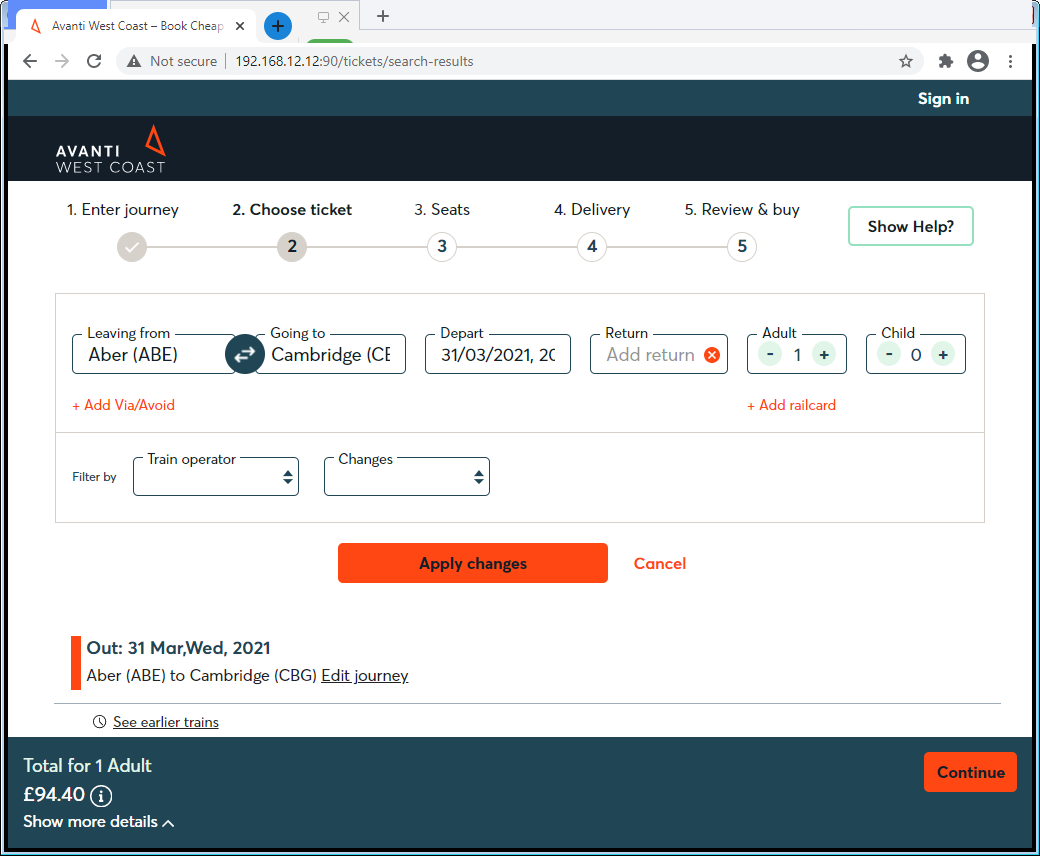 Avanti West Coast – Book Cheap
Not secure
192.168.12.12:90/tickets/search-results
Sign in
AVANTI
WEST COAST
1. Enter journey
2. Choose ticket
3. Seats
4. Delivery
5. Review & buy
2
3
4
5
Show Help?
Leaving from
Going to
Depart
Return
Adult
Child
Aber (ABE)
Cambridge (CE
31/03/2021, 20
Add return
- 1 +
- 0 +
+ Add Via/Avoid
+ Add railcard
Filter by
Train operator
Changes
Apply changes
Cancel
Out: 31 Mar,Wed, 2021
Aber (ABE) to Cambridge (CBG) Edit journey
See earlier trains
Total for 1 Adult
£94.40
Show more details
Continue